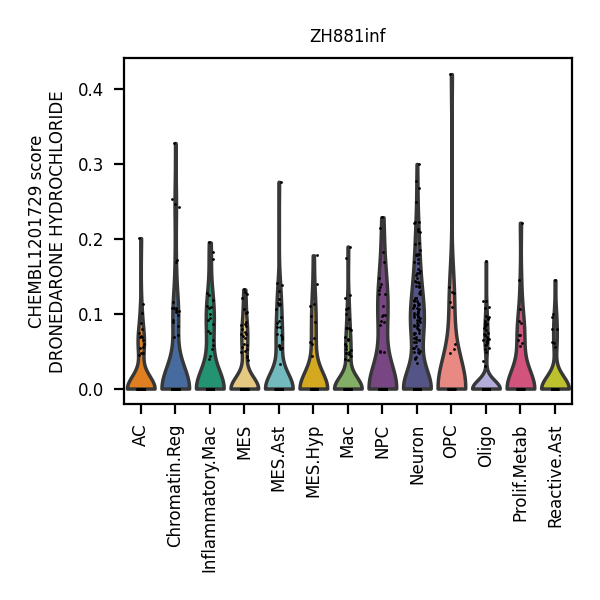 ZH881inf
CHEMBL1201729 score
DRONEDARONE HYDROCHLORIDE
0.4
0.3
0.2
0.1
0.0
AC
Chromatin.Reg
Inflammatory.Mac
MES
MES.Ast
MES.Hyp
Mac
NPC
Neuron
OPC
Oligo
Prolif.Metab
Reactive.Ast